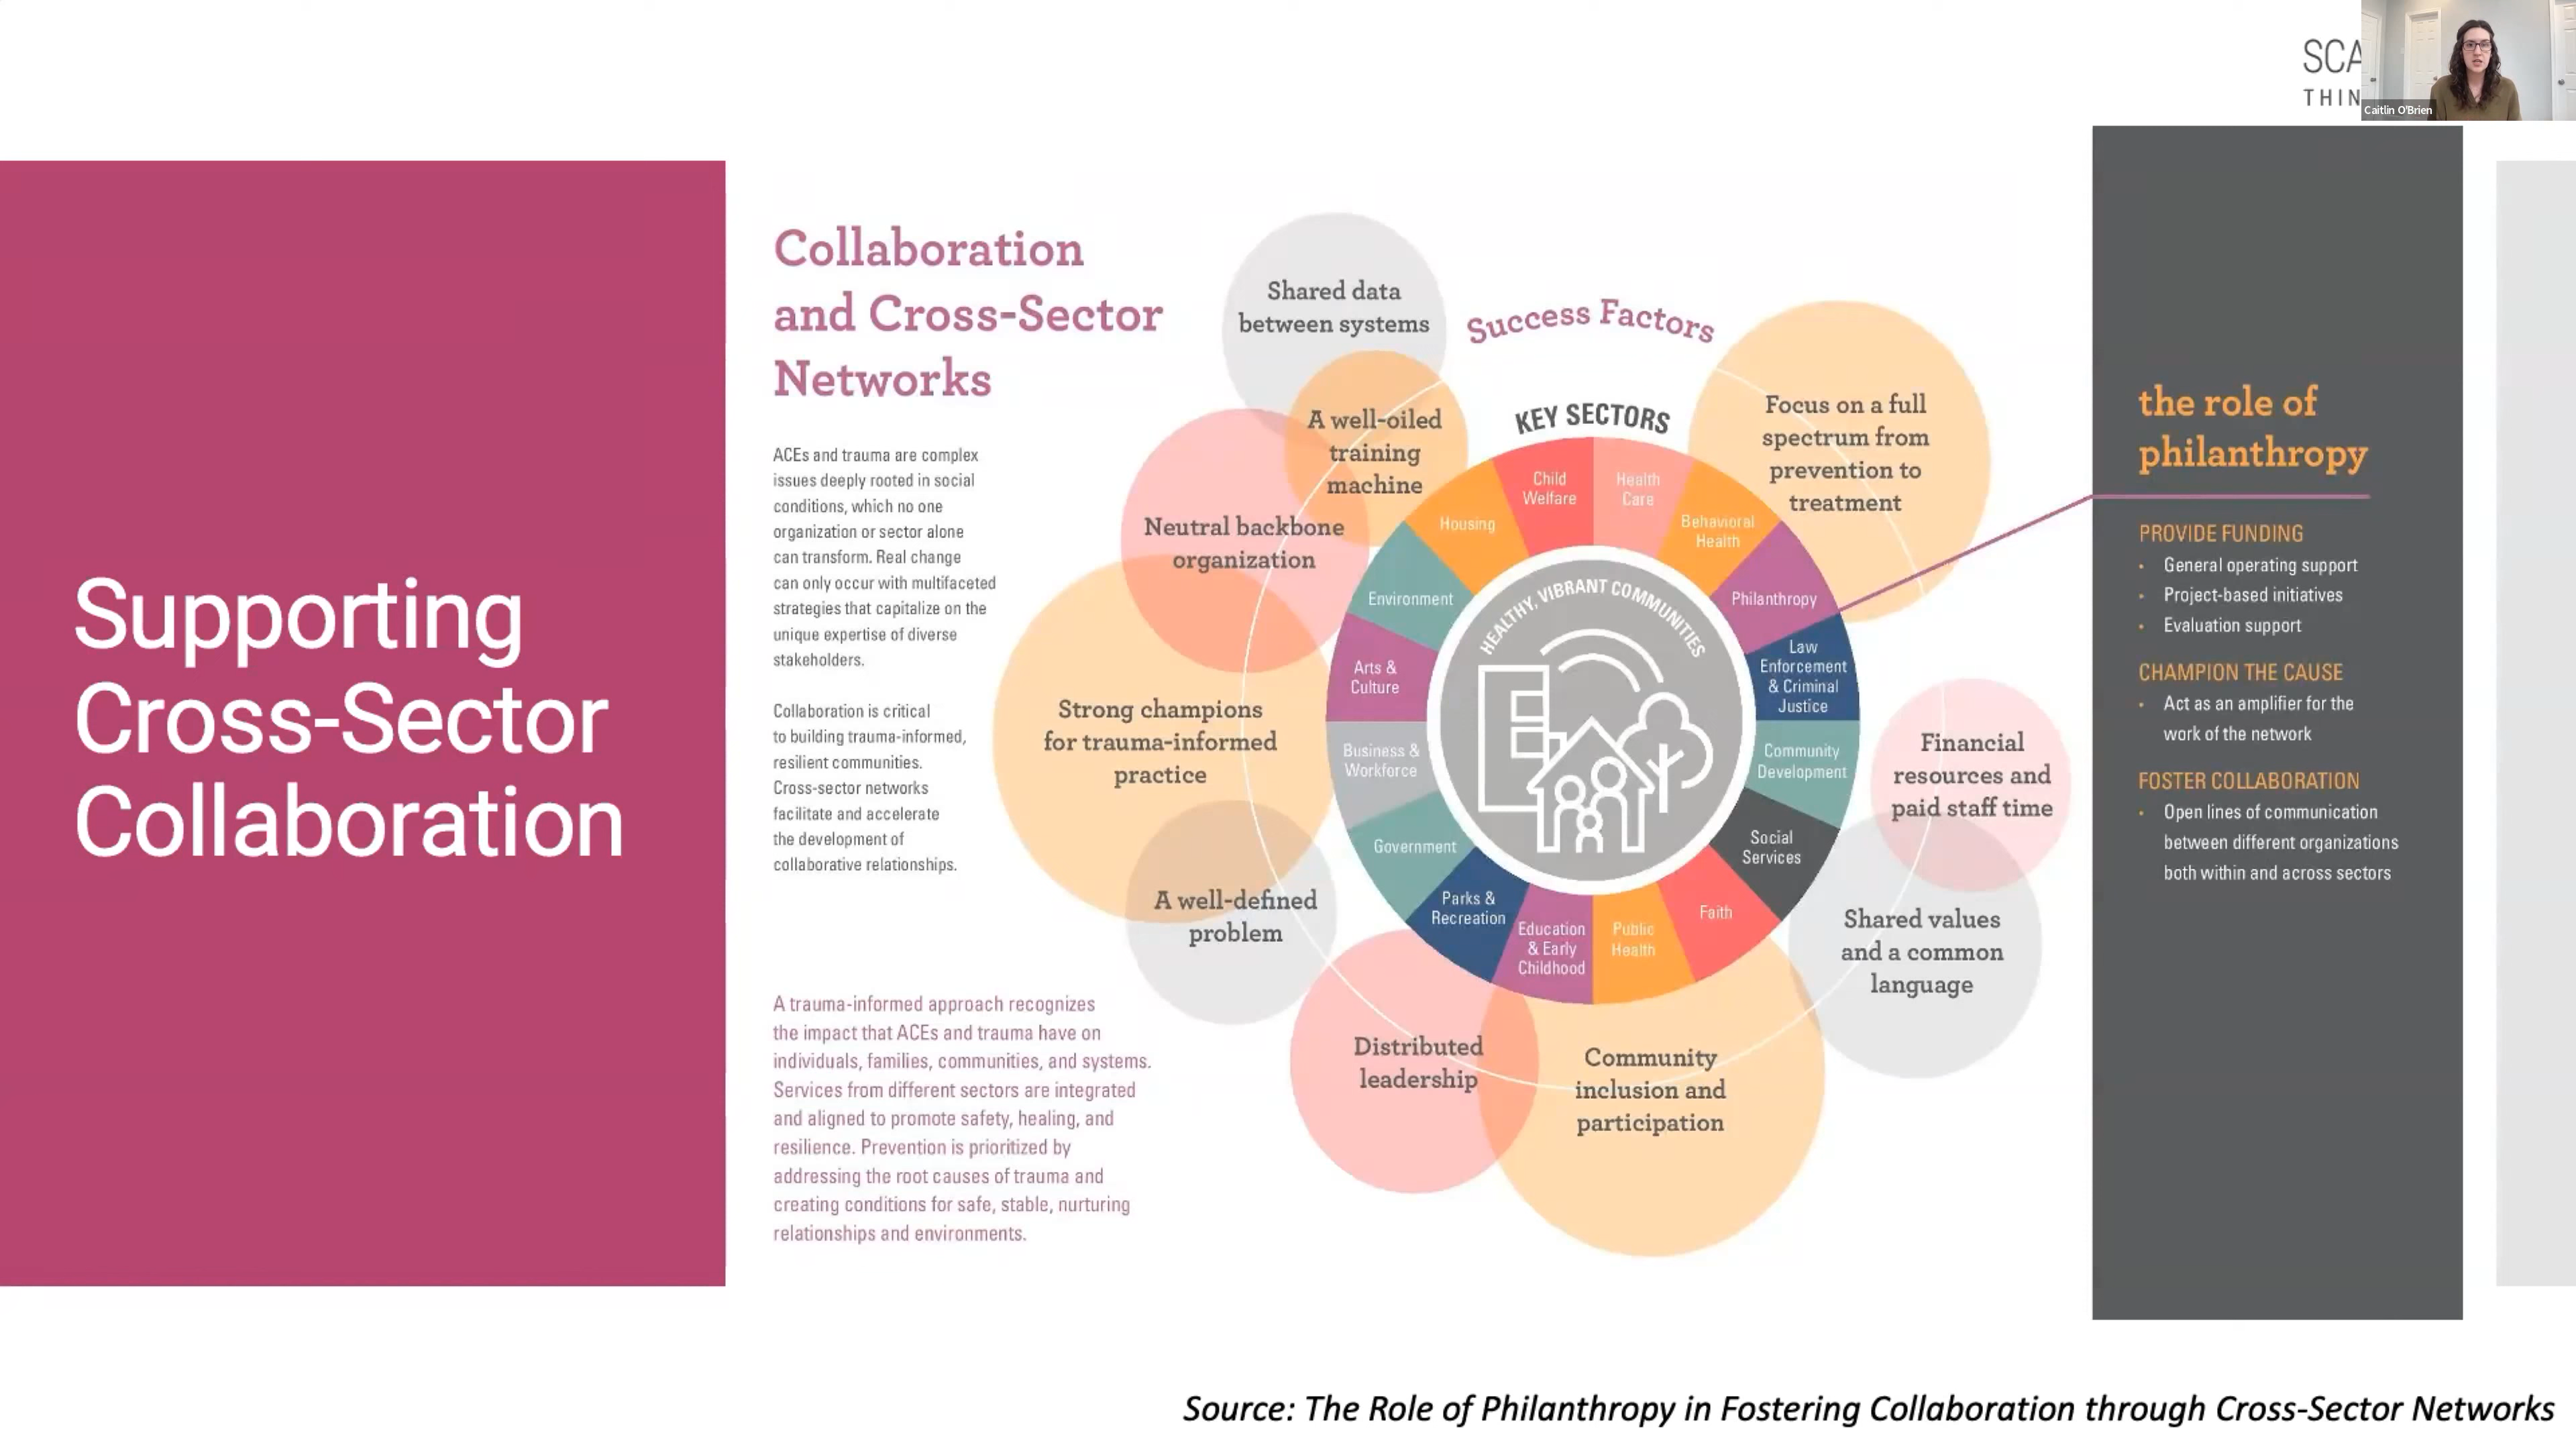 SCA
THIN
Caitlin O'Brien
Supporting
Cross-Sector
Collaboration
Collaboration
and Cross-Sector
Networks
ACEs and trauma are complex
issues deeply rooted in social
conditions, which no one
organization or sector alone
can transform. Real change
can only occur with multifaceted
strategies that capitalize on the
unique expertise of diverse
stakeholders.
Collaboration is critical
to building trauma-informed,
resilient communities.
Cross-sector networks
facilitate and accelerate
the development of
collaborative relationships.
A trauma-informed approach recognizes
the impact that ACEs and trauma have on
individuals, families, communities, and systems.
Services from different sectors are integrated
and aligned to promote safety, healing, and
resilience. Prevention is prioritized by
addressing the root causes of trauma and
creating conditions for safe, stable, nurturing
relationships and environments.
Success Factors
Shared data
between systems
A well-oiled
training
machine
Neutral backbone
organization
Strong champions
for trauma-informed
practice
A well-defined
problem
Distributed
leadership
Community
inclusion and
participation
Shared values
and a common
language
Financial
resources and
paid staff time
Focus on a full
spectrum from
prevention to
treatment
KEY SECTORS
Child
Welfare
Health
Care
Behavioral
Health
Philanthropy
Law
Enforcement
& Criminal
Justice
Community
Development
Social
Services
Faith
Public
Health
Education
& Early
Childhood
Parks &
Recreation
Government
Business &
Workforce
Arts &
Culture
Environment
Housing
HEALTHY, VIBRANT COMMUNITIES
the role of
philanthropy
PROVIDE FUNDING
• General operating support
• Project-based initiatives
• Evaluation support
CHAMPION THE CAUSE
• Act as an amplifier for the
work of the network
FOSTER COLLABORATION
• Open lines of communication
between different organizations
both within and across sectors
Source: The Role of Philanthropy in Fostering Collaboration through Cross-Sector Networks